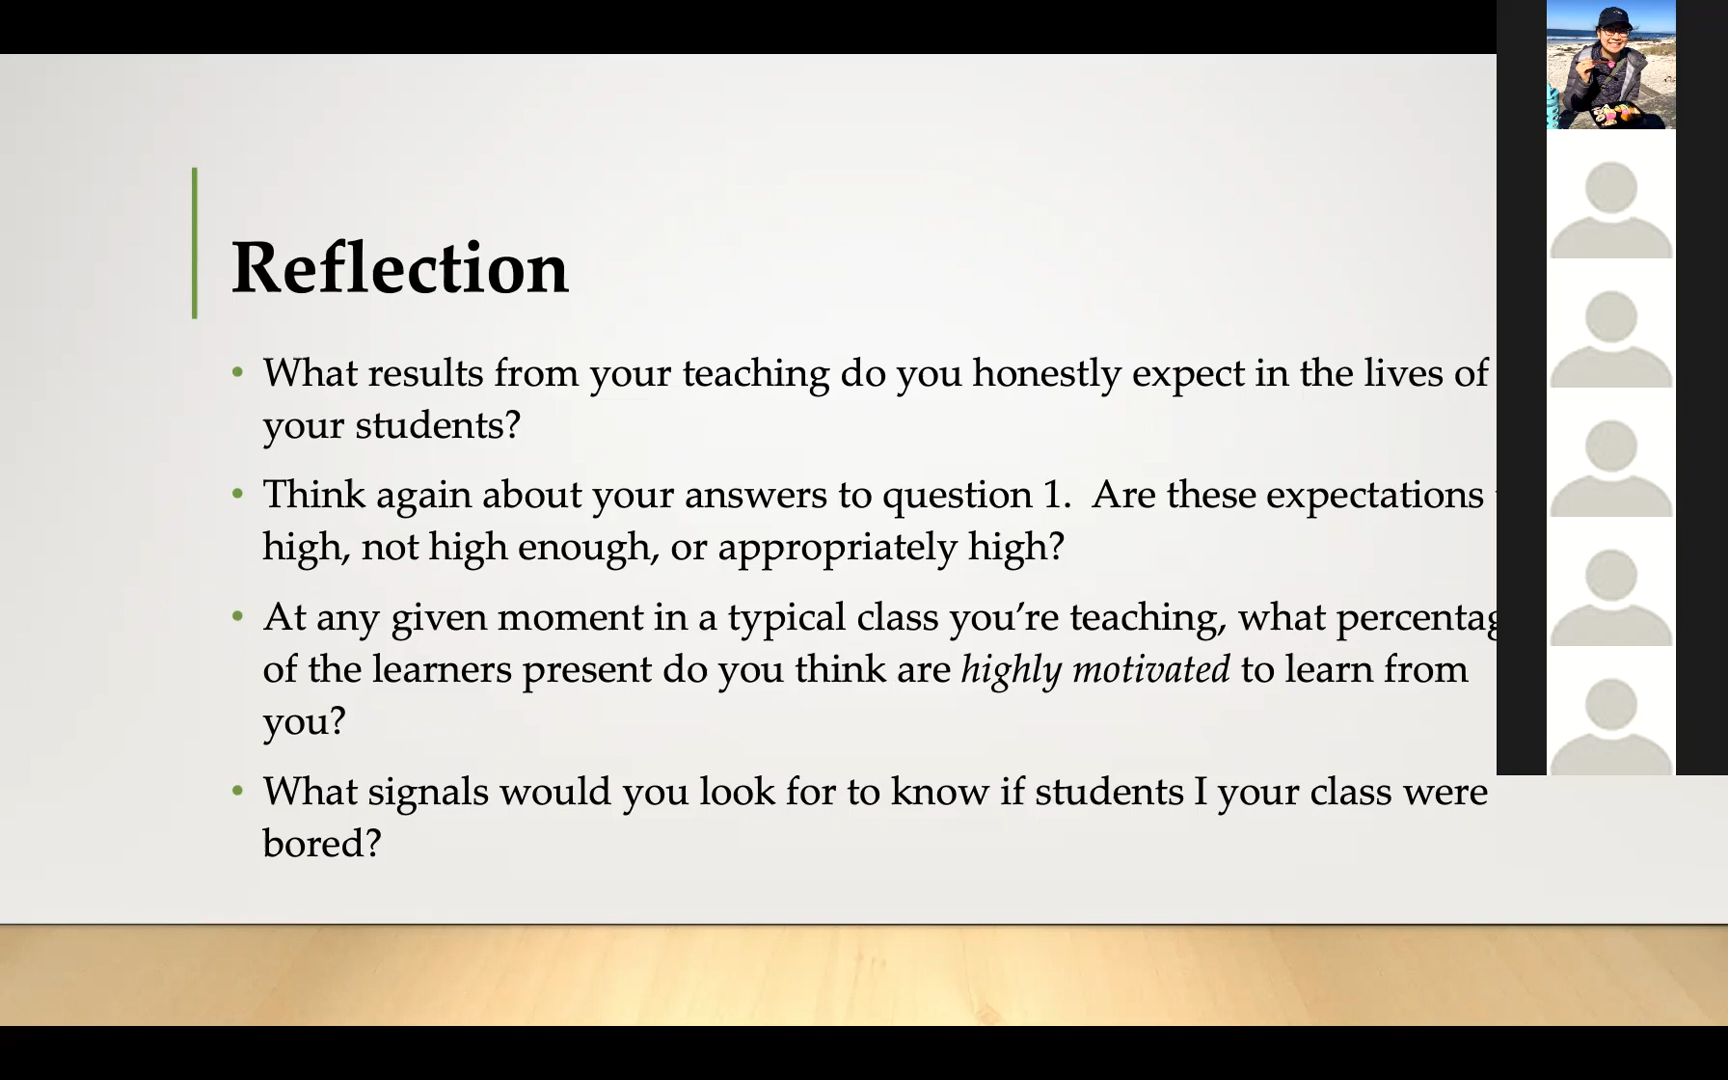 Reflection
• What results from your teaching do you honestly expect in the lives of
your students?
• Think again about your answers to question 1.  Are these expectations
high, not high enough, or appropriately high?
• At any given moment in a typical class you’re teaching, what percentag
of the learners present do you think are highly motivated to learn from
you?
• What signals would you look for to know if students I your class were
bored?